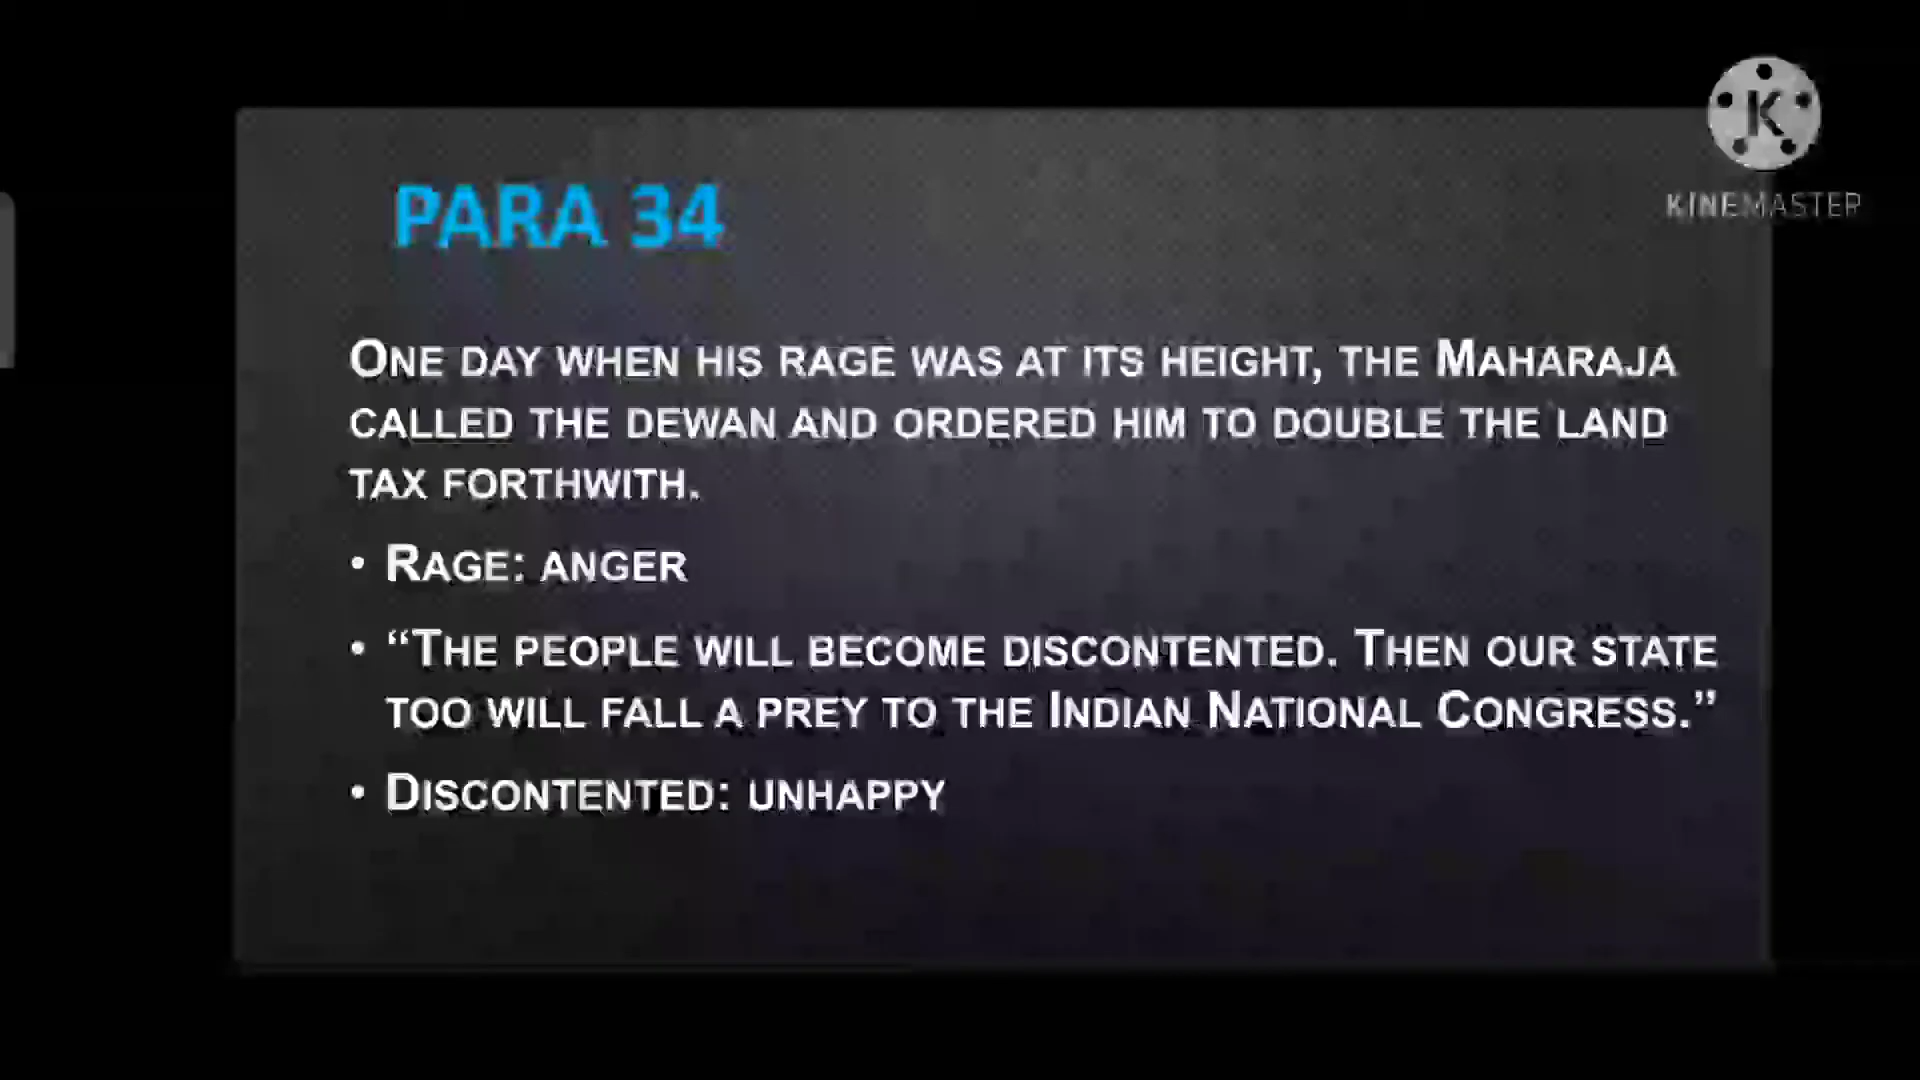 KINEMASTER
PARA 34
ONE DAY WHEN HIS RAGE WAS AT ITS HEIGHT, THE MAHARAJA
CALLED THE DEWAN AND ORDERED HIM TO DOUBLE THE LAND
TAX FORTHWITH.
• RAGE: ANGER
• “THE PEOPLE WILL BECOME DISCONTENTED. THEN OUR STATE
TOO WILL FALL A PREY TO THE INDIAN NATIONAL CONGRESS.”
• DISCONTENTED: UNHAPPY